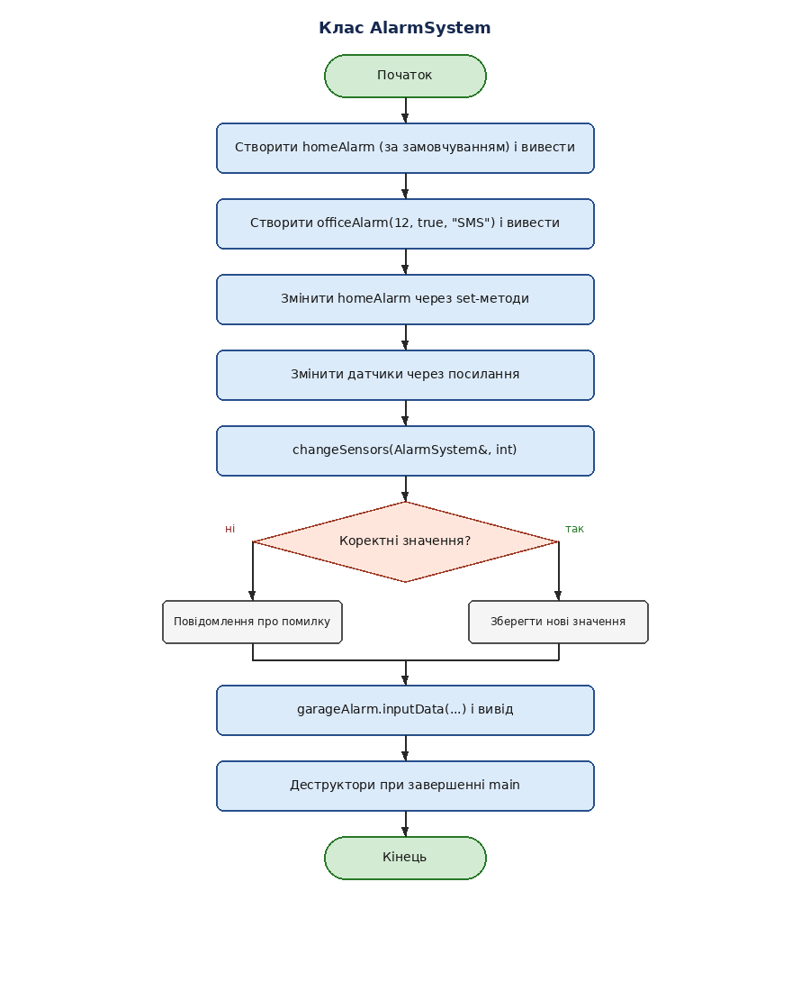 Клас AlarmSystem
Початок
Створити homeAlarm (за замовчуванням) і вивести
Створити officeAlarm(12, true, "SMS") і вивести
Змінити homeAlarm через set-методи
Змінити датчики через посилання
changeSensors(AlarmSystem&, int)
ні
так
Коректні значення?
Повідомлення про помилку
Зберегти нові значення
garageAlarm.inputData(...) і вивід
Деструктори при завершенні main
Кінець